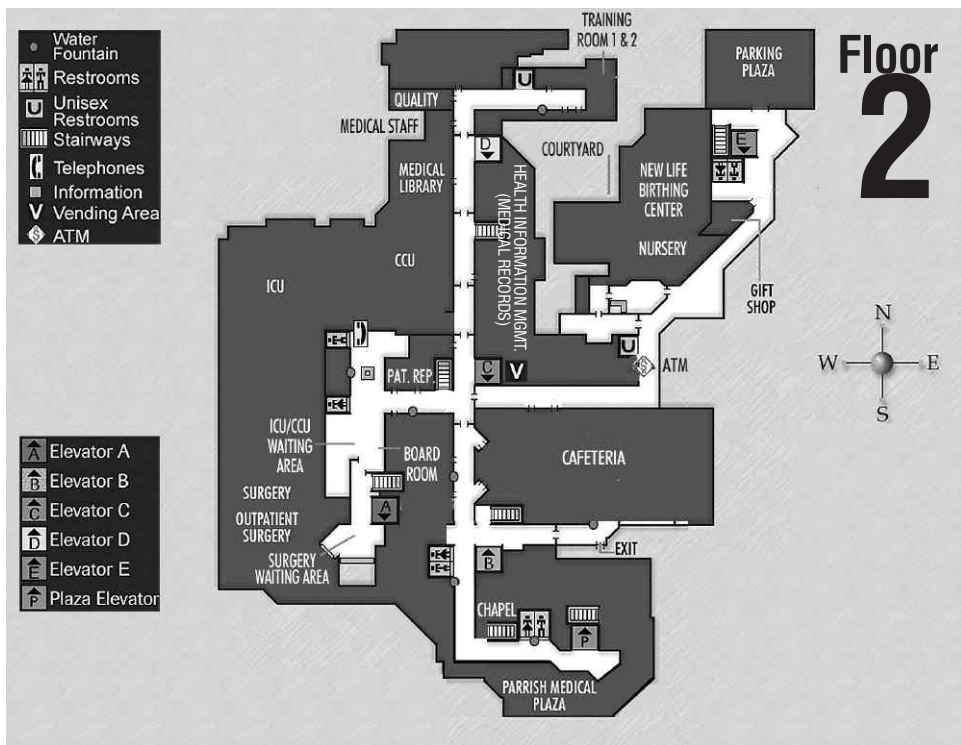 Water
Fountain
Restrooms
Unisex
Restrooms
Stairways
Telephones
Information
V Vending Area
$ ATM
TRAINING
ROOM 1 & 2
PARKING
PLAZA
Floor
2
U
QUALITY
MEDICAL STAFF
D
E
COURTYARD
MEDICAL
LIBRARY
HEALTH INFORMATION MGMT.
(MEDICAL RECORDS)
NEW LIFE
BIRTHING
CENTER
NURSERY
CCU
ICU
GIFT
SHOP
N
W E
S
U
$ ATM
PAT. REP.
C
V
ICU/CCU
WAITING
AREA
BOARD
ROOM
CAFETERIA
A Elevator A
B Elevator B
C Elevator C
D Elevator D
E Elevator E
P Plaza Elevator
SURGERY
OUTPATIENT
SURGERY
A
SURGERY
WAITING AREA
EXIT
B
CHAPEL
P
PARRISH MEDICAL
PLAZA